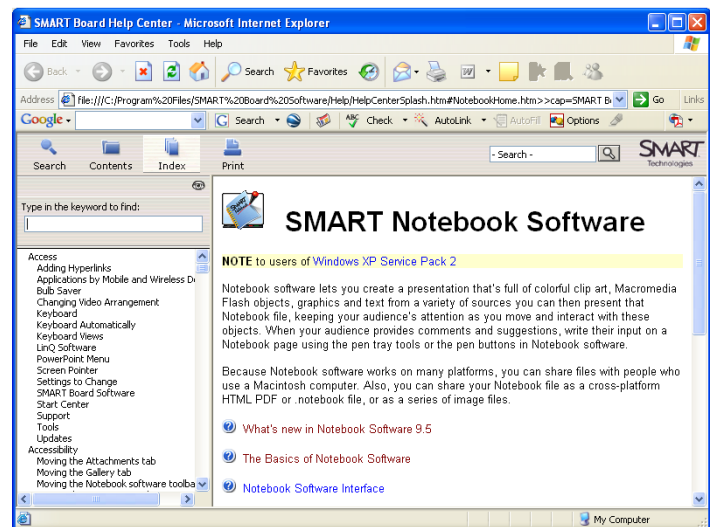 SMART Board Help Center - Microsoft Internet Explorer
File Edit View Favorites Tools Help
Back Search Favorites
Address file:///C:/Program%20Files/SMART%20Board%20Software/Help/HelpCenterSplash.htm#NotebookHome.htm>>cap=SMART B Go Links
Google Search Check AutoLink AutoFill Options
Search Contents Index Print - Search - SMART
Technologies
Type in the keyword to find:
Access
Adding Hyperlinks
Applications by Mobile and Wireless D
Bulb Saver
Changing Video Arrangement
Keyboard
Keyboard Automatically
Keyboard Views
LinQ Software
PowerPoint Menu
Screen Pointer
Settings to Change
SMART Board Software
Start Center
Support
Tools
Updates
Accessibility
Moving the Attachments tab
Moving the Gallery tab
Moving the Notebook software toolba
SMART Notebook Software
NOTE to users of Windows XP Service Pack 2
Notebook software lets you create a presentation that's full of colorful clip art, Macromedia
Flash objects, graphics and text from a variety of sources you can then present that
Notebook file, keeping your audience's attention as you move and interact with these
objects. When your audience provides comments and suggestions, write their input on a
Notebook page using the pen tray tools or the pen buttons in Notebook software.
Because Notebook software works on many platforms, you can share files with people who
use a Macintosh computer. Also, you can share your Notebook file as a cross-platform
HTML PDF or .notebook file, or as a series of image files.
What's new in Notebook Software 9.5
The Basics of Notebook Software
Notebook Software Interface
My Computer